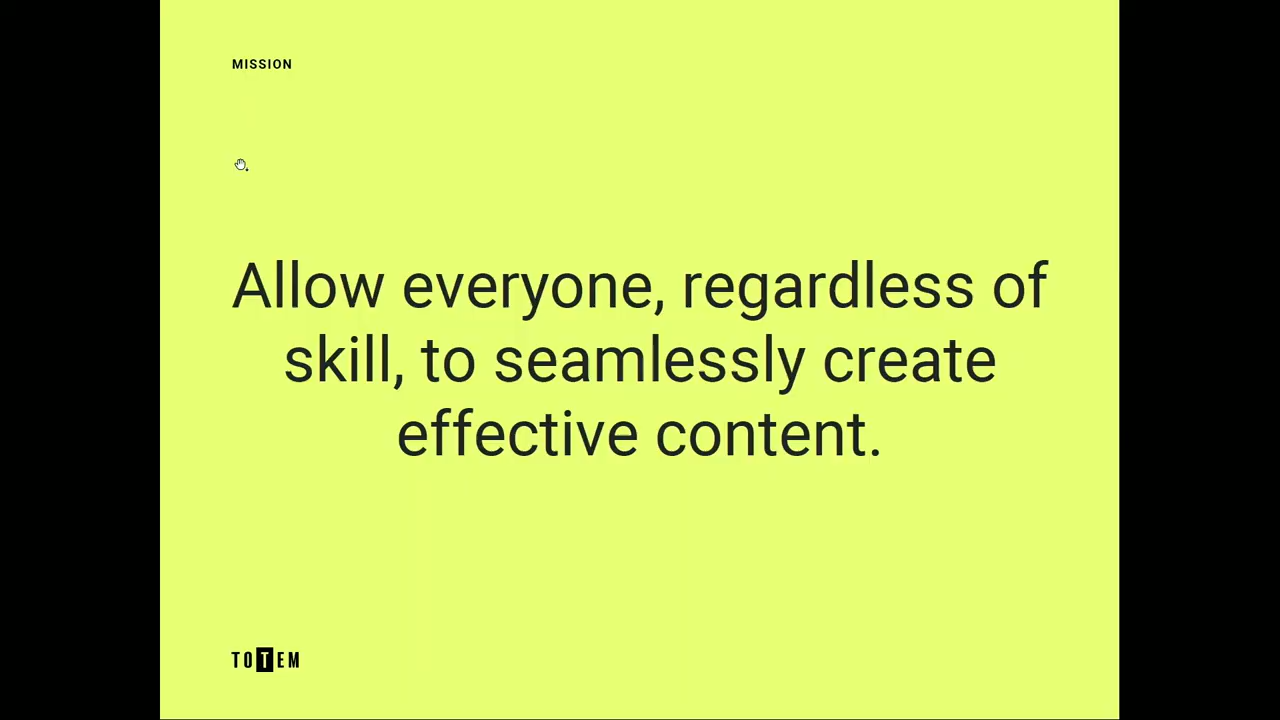 MISSION
Allow everyone, regardless of
skill, to seamlessly create
effective content.
TOTEM